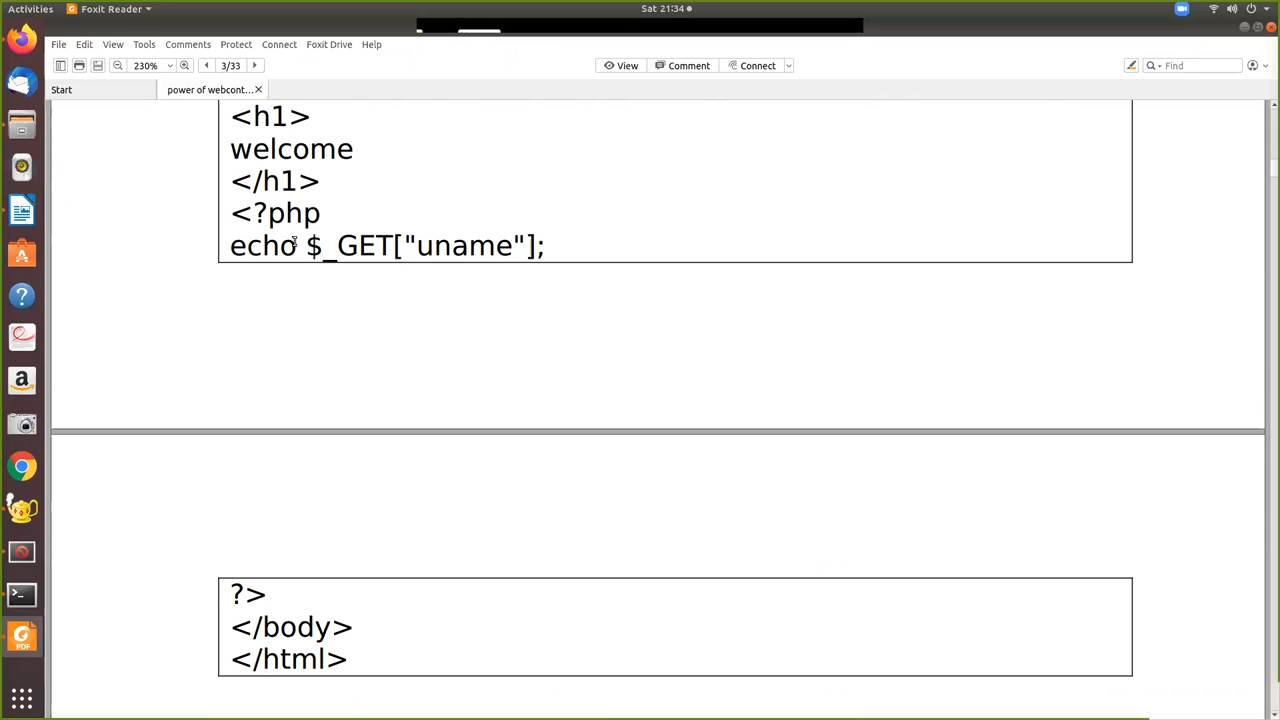 Activities
Foxit Reader
Sat 21:34
File Edit View Tools Comments Protect Connect Foxit Drive Help
230% 3/33 View Comment Connect Find
Start power of webcont...
<h1>
welcome
</h1>
<?php
echo $_GET["uname"];
?>
</body>
</html>
PDF